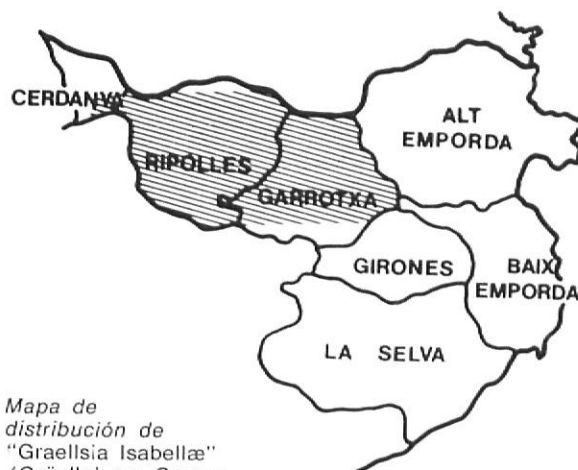 CERDANYA
RIPOLLES
GARROTXA
ALT
EMPORDA
GIRONES
BAIX
EMPORDA
LA SELVA
Mapa de
distribución de
"Graellsia Isabellæ"